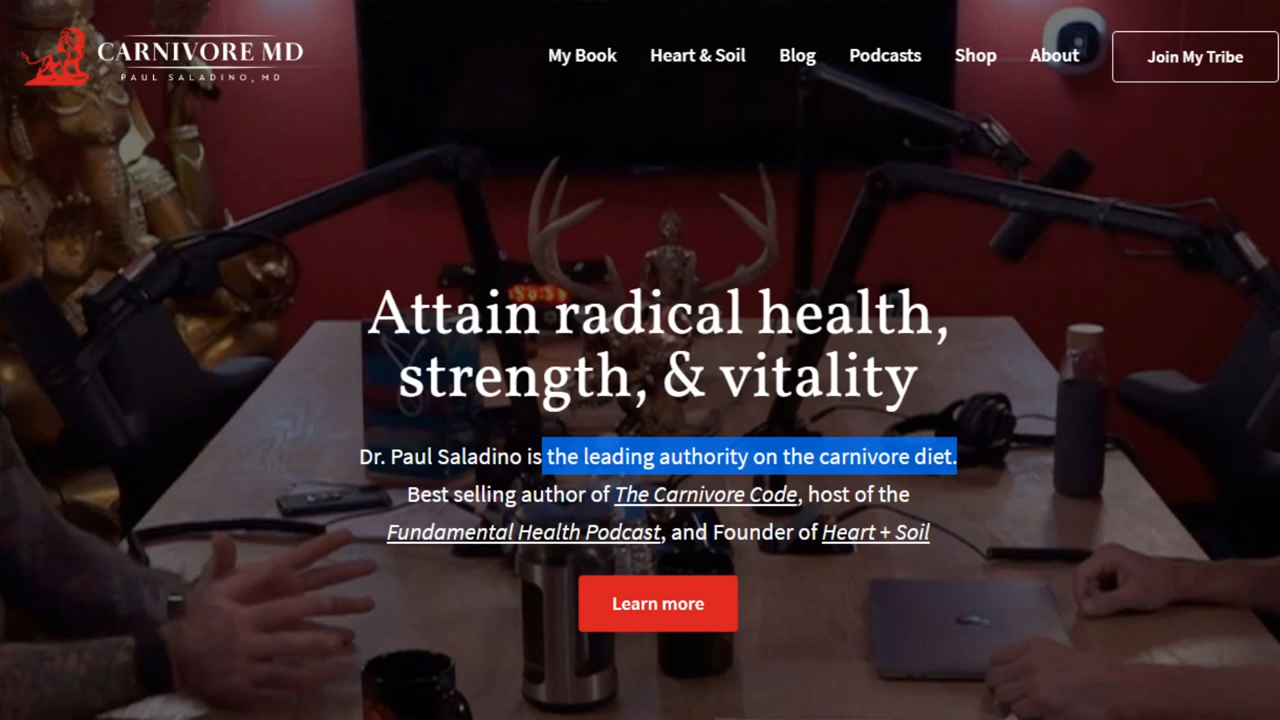 CARNIVORE MD
PAUL SALADINO, MD
My Book Heart & Soil Blog Podcasts Shop About Join My Tribe
Attain radical health,
strength, & vitality
Dr. Paul Saladino is the leading authority on the carnivore diet.
Best selling author of The Carnivore Code, host of the
Fundamental Health Podcast, and Founder of Heart + Soil
Learn more